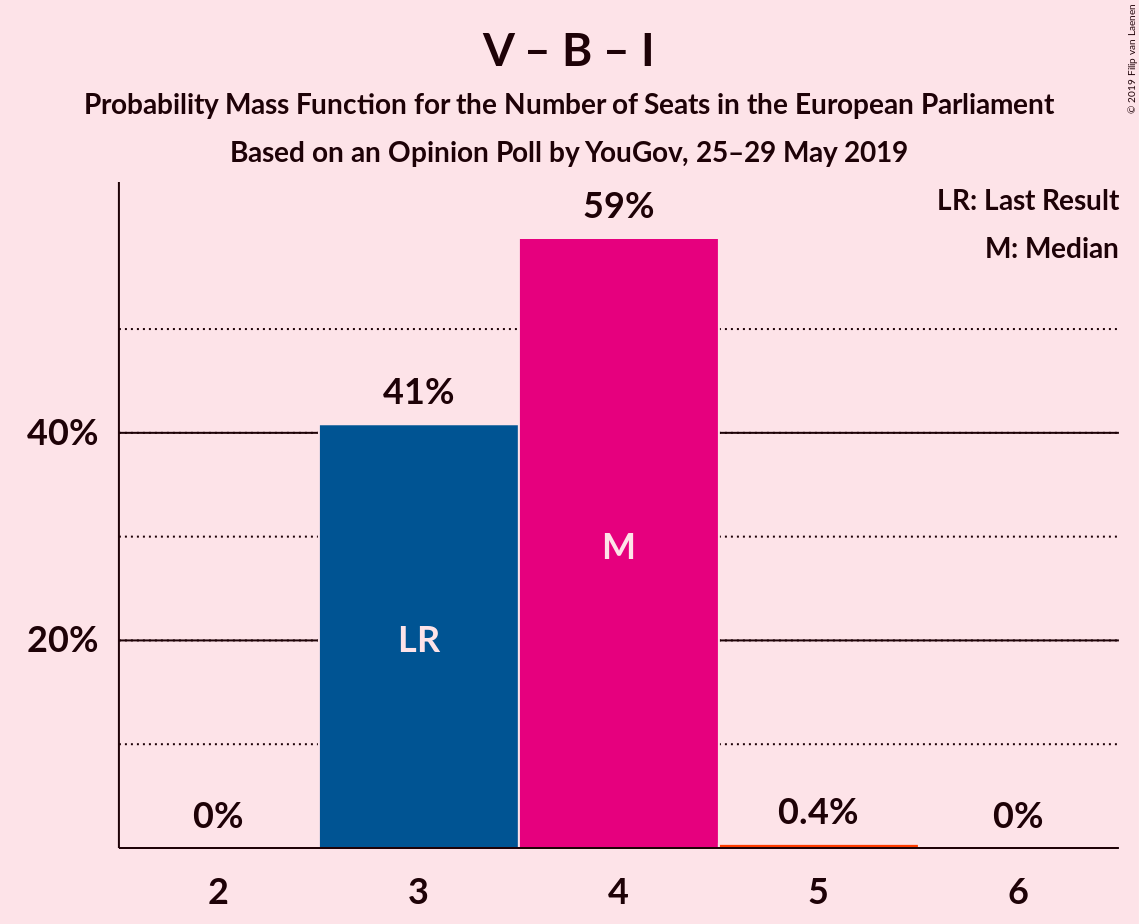 V – B – I
Probability Mass Function for the Number of Seats in the European Parliament
Based on an Opinion Poll by YouGov, 25–29 May 2019
© 2019 Filip van Laenen
LR: Last Result
M: Median
59%
41%
40%
M
LR
20%
0%
0.4%
0%
2 3 4 5 6